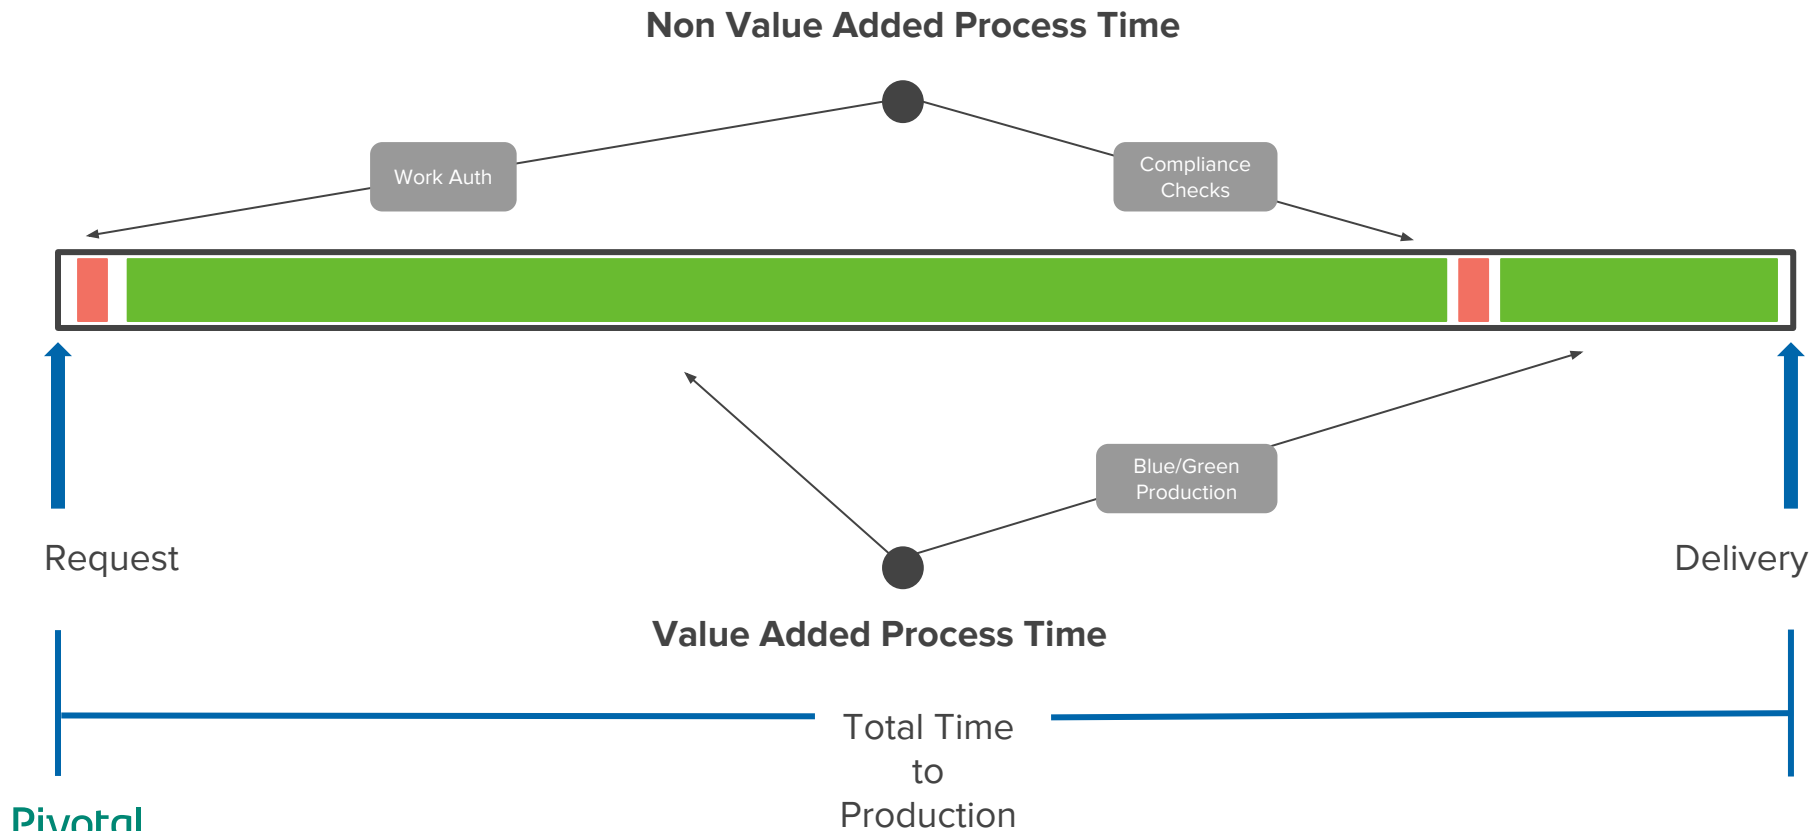 Non Value Added Process Time
Work Auth
Compliance
Checks
Blue/Green
Production
Request
Delivery
Value Added Process Time
Total Time
to
Production
Pivotal